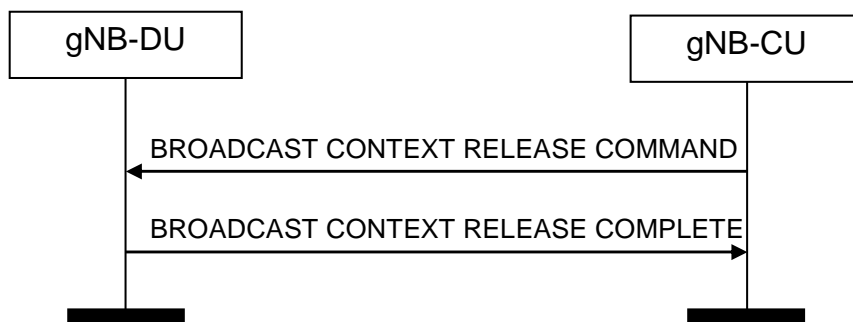 gNB-DU
gNB-CU
BROADCAST CONTEXT RELEASE COMMAND
BROADCAST CONTEXT RELEASE COMPLETE